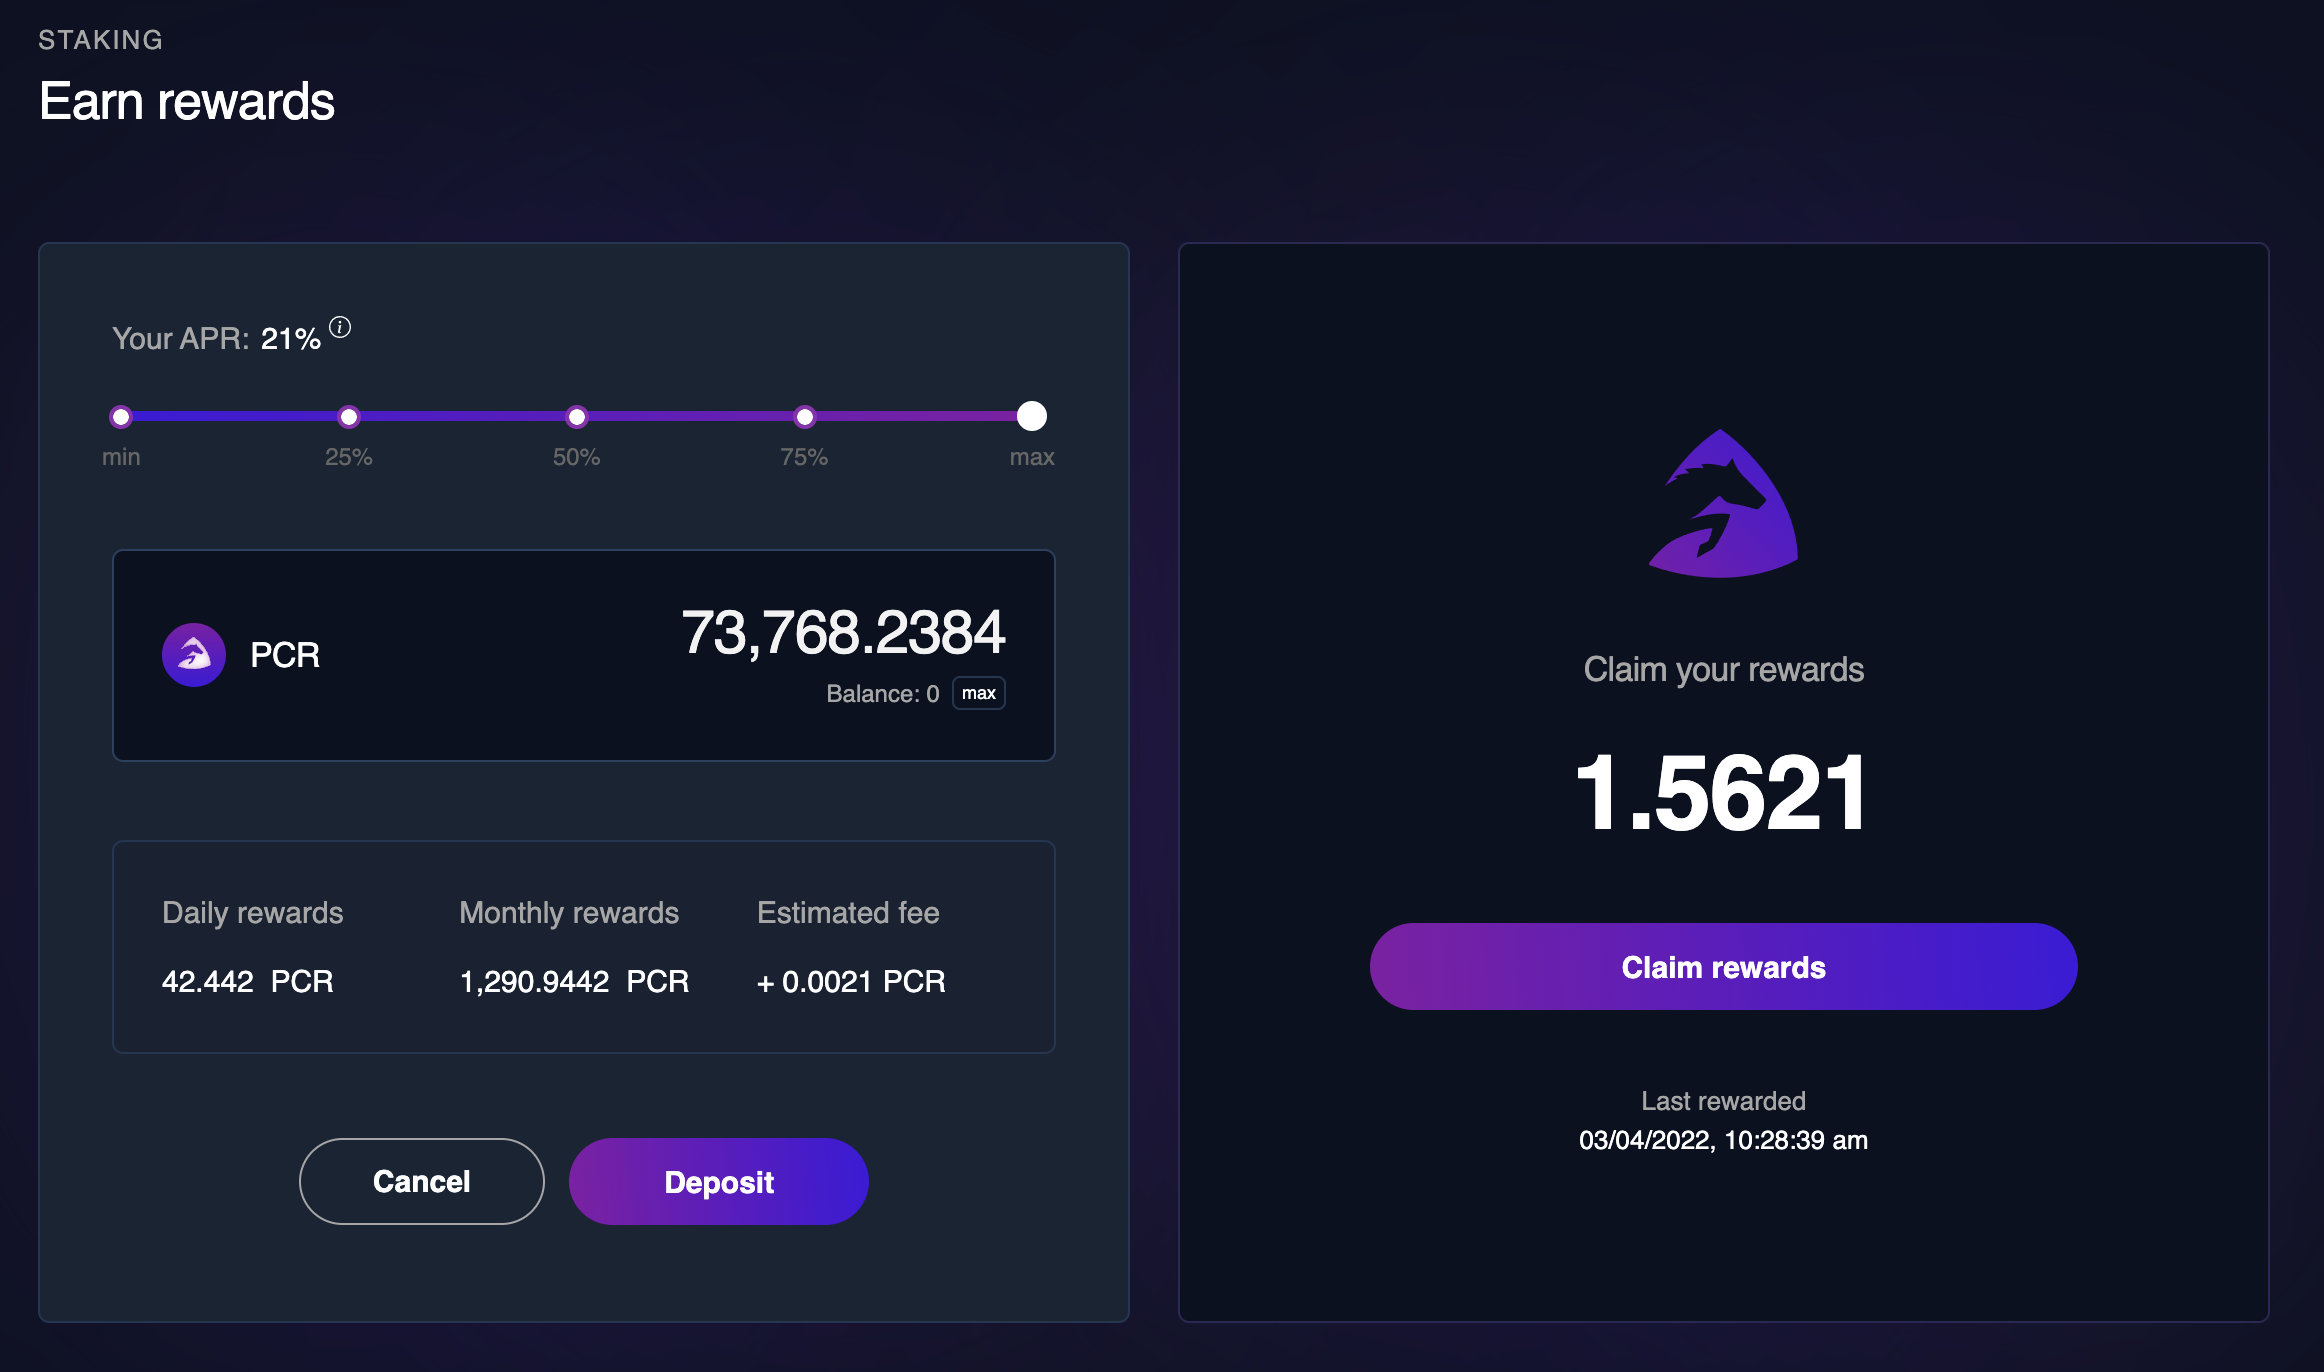 STAKING
Earn rewards
Your APR: 21% i
min 25% 50% 75% max
PCR
73,768.2384
Balance: 0 max
Daily rewards Monthly rewards Estimated fee
42.442 PCR 1,290.9442 PCR + 0.0021 PCR
Cancel Deposit
Claim your rewards
1.5621
Claim rewards
Last rewarded
03/04/2022, 10:28:39 am